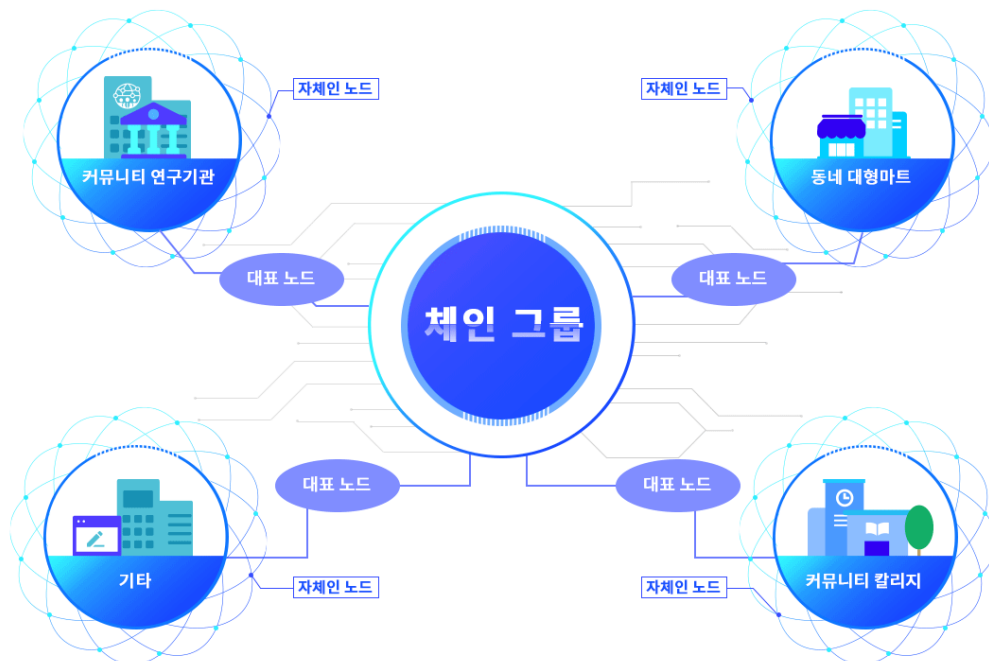 자체인 노드
자체인 노드
커뮤니티 연구기관
동네 대형마트
대표 노드
대표 노드
체인 그룹
대표 노드
대표 노드
기타
자체인 노드
자체인 노드
커뮤니티 칼리지